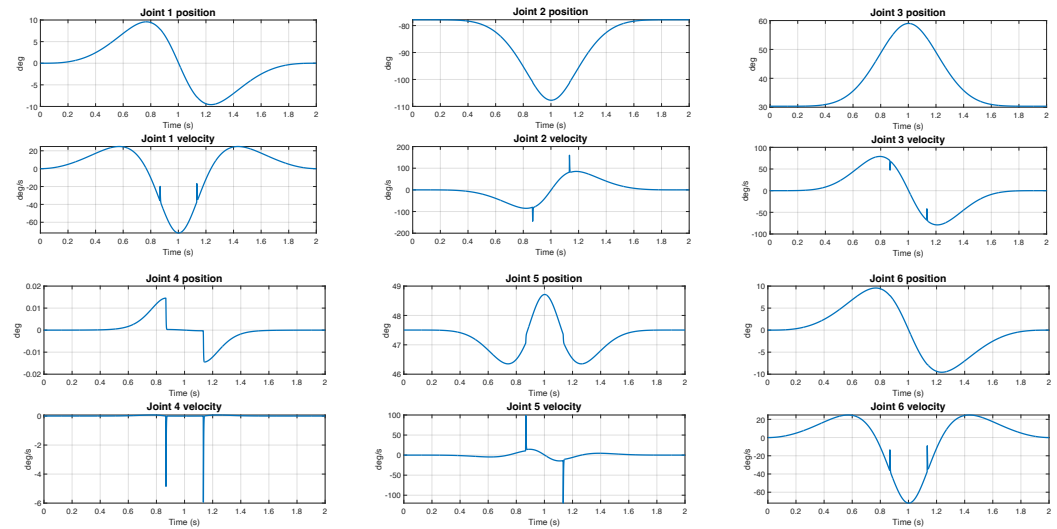 Joint 1 position
10
5
0
-5
-10
deg
0 0.2 0.4 0.6 0.8 1 1.2 1.4 1.6 1.8 2
Time (s)
Joint 2 position
-80
-90
-100
-110
deg
0 0.2 0.4 0.6 0.8 1 1.2 1.4 1.6 1.8 2
Time (s)
Joint 3 position
60
50
40
30
deg
0 0.2 0.4 0.6 0.8 1 1.2 1.4 1.6 1.8 2
Time (s)
Joint 1 velocity
20
0
-20
-40
-60
deg/s
0 0.2 0.4 0.6 0.8 1 1.2 1.4 1.6 1.8 2
Time (s)
Joint 2 velocity
200
100
0
-100
-200
deg/s
0 0.2 0.4 0.6 0.8 1 1.2 1.4 1.6 1.8 2
Time (s)
Joint 3 velocity
100
50
0
-50
-100
deg/s
0 0.2 0.4 0.6 0.8 1 1.2 1.4 1.6 1.8 2
Time (s)
Joint 4 position
0.02
0.01
0
-0.01
-0.02
deg
0 0.2 0.4 0.6 0.8 1 1.2 1.4 1.6 1.8 2
Time (s)
Joint 5 position
49
48
47
46
deg
0 0.2 0.4 0.6 0.8 1 1.2 1.4 1.6 1.8 2
Time (s)
Joint 6 position
10
5
0
-5
-10
deg
0 0.2 0.4 0.6 0.8 1 1.2 1.4 1.6 1.8 2
Time (s)
Joint 4 velocity
0
-2
-4
-6
deg/s
0 0.2 0.4 0.6 0.8 1 1.2 1.4 1.6 1.8 2
Time (s)
Joint 5 velocity
100
50
0
-50
-100
deg/s
0 0.2 0.4 0.6 0.8 1 1.2 1.4 1.6 1.8 2
Time (s)
Joint 6 velocity
20
0
-20
-40
-60
deg/s
0 0.2 0.4 0.6 0.8 1 1.2 1.4 1.6 1.8 2
Time (s)